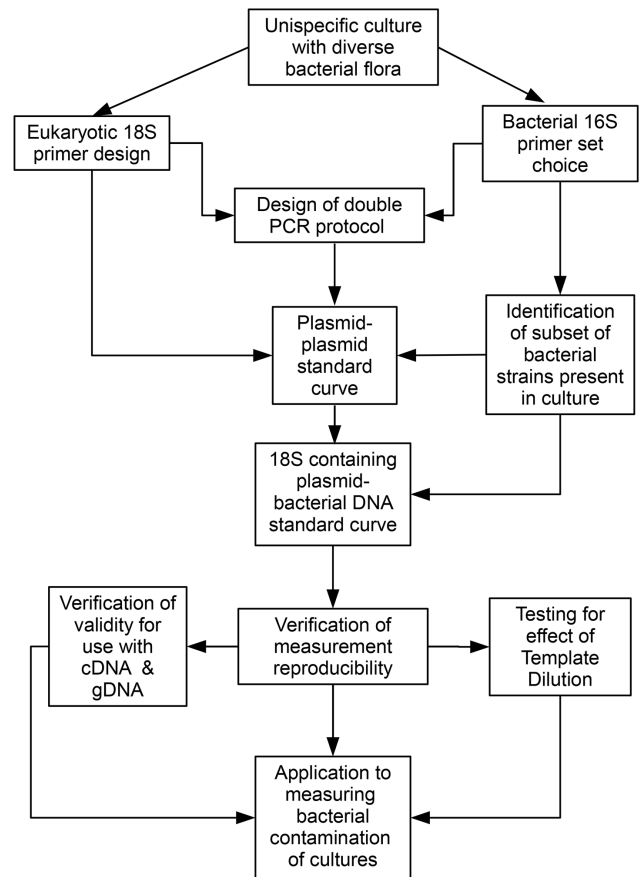 Unispecific culture
with diverse
bacterial flora
Eukaryotic 18S
primer design
Bacterial 16S
primer set
choice
Design of double
PCR protocol
Plasmid-
plasmid
standard
curve
Identification
of subset of
bacterial
strains present
in culture
18S containing
plasmid-
bacterial DNA
standard curve
Verification of
validity for
use with
cDNA & 
gDNA
Verification of
measurement
reproducibility
Testing for
effect of
Template
Dilution
Application to
measuring
bacterial
contamination
of cultures